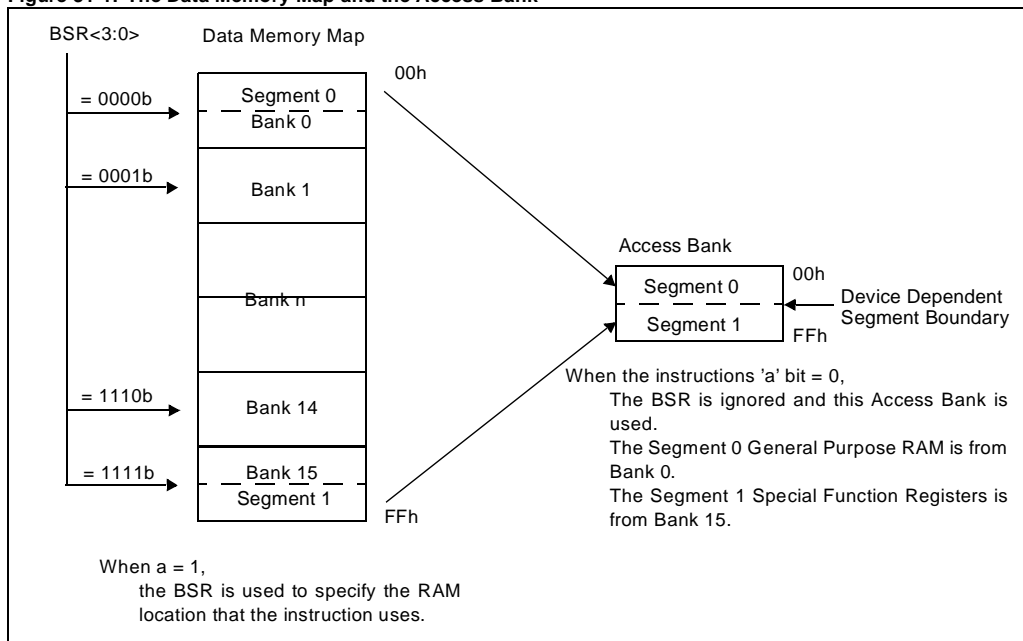 Figure 31-1: The Data Memory Map and the Access Bank
BSR<3:0>
Data Memory Map
00h
= 0000b
Segment 0
Bank 0
= 0001b
Bank 1
Bank n
= 1110b
Bank 14
= 1111b
Bank 15
Segment 1
FFh
When a = 1,
the BSR is used to specify the RAM
location that the instruction uses.
Access Bank
Segment 0
00h
Segment 1
FFh
Device Dependent
Segment Boundary
When the instructions 'a' bit = 0,
The BSR is ignored and this Access Bank is
used.
The Segment 0 General Purpose RAM is from
Bank 0.
The Segment 1 Special Function Registers is
from Bank 15.